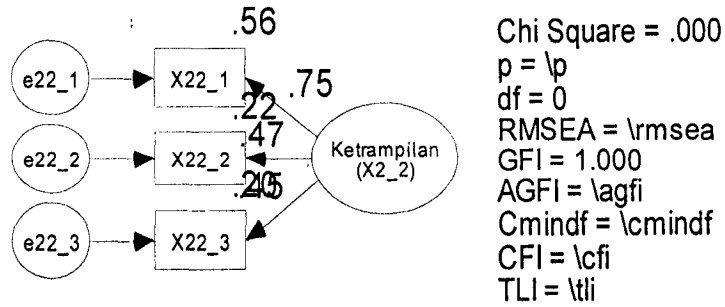 .56
e22_1
X22_1
.75
.22
e22_2
X22_2
.47
Ketrampilan
(X2_2)
.45
e22_3
X22_3
Chi Square = .000
p = \p
df = 0
RMSEA = \rmsea
GFI = 1.000
AGFI = \agfi
Cmindf = \cmindf
CFI = \cfi
TLI = \tli